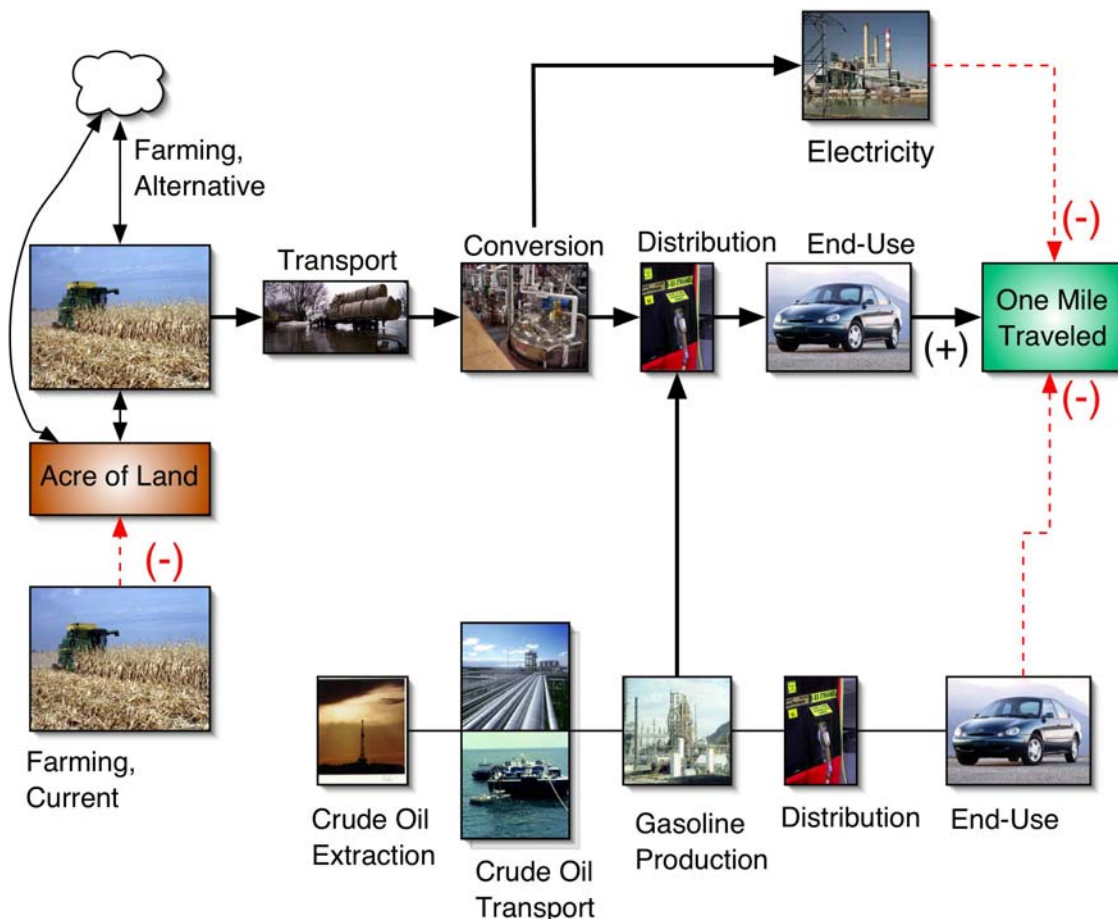 Farming,
Alternative
Electricity
(-)
Transport
Conversion
Distribution
End-Use
One Mile
Traveled
(+)
(-)
Acre of Land
(-)
Farming,
Current
Crude Oil
Extraction
Crude Oil
Transport
Gasoline
Production
Distribution
End-Use